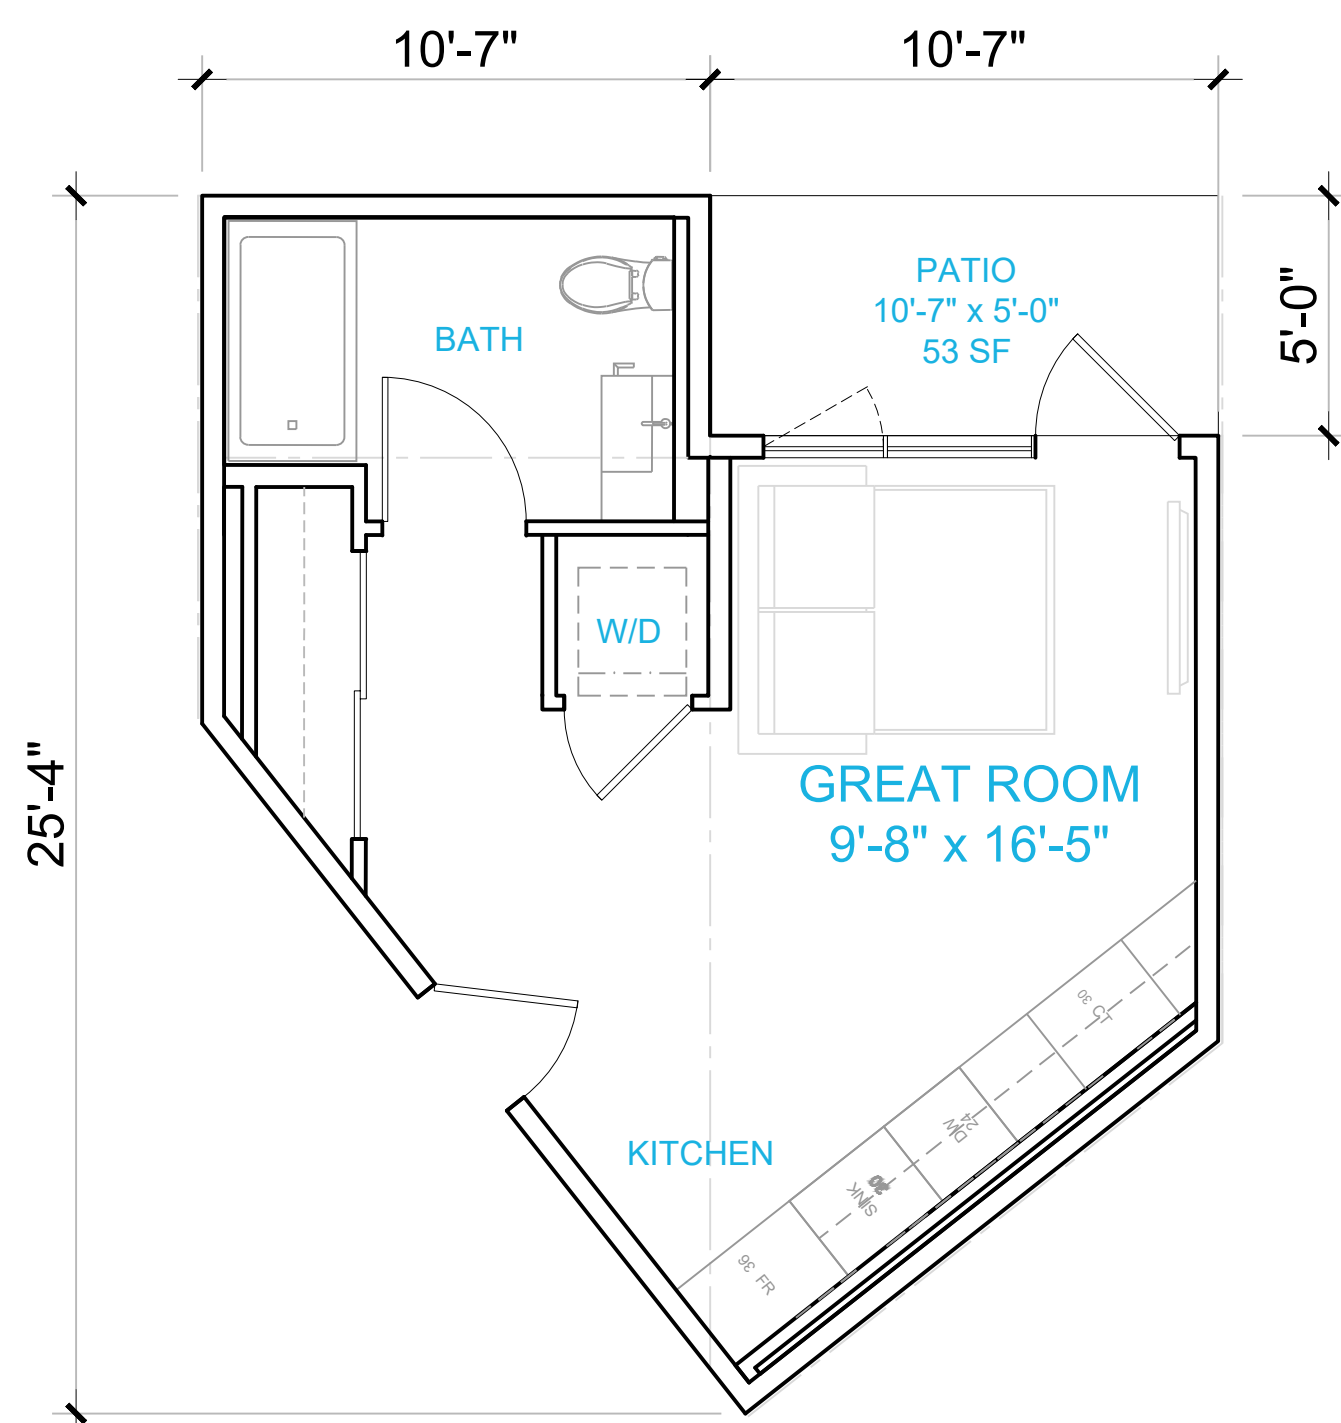 10'-7"
10'-7"
PATIO
10'-7" x 5'-0"
53 SF
5'-0"
BATH
W/D
25'-4"
GREAT ROOM
9'-8" x 16'-5"
30 CT
DW
24
KITCHEN
SINK
36 FR